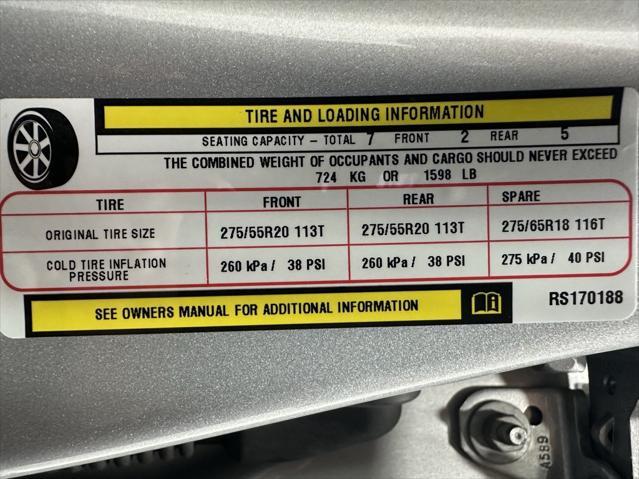 TIRE AND LOADING INFORMATION
SEATING CAPACITY – TOTAL 7 FRONT 2 REAR 5
THE COMBINED WEIGHT OF OCCUPANTS AND CARGO SHOULD NEVER EXCEED
724 KG OR 1598 LB
TIRE FRONT REAR SPARE
ORIGINAL TIRE SIZE 275/55R20 113T 275/55R20 113T 275/65R18 116T
COLD TIRE INFLATION PRESSURE 260 kPa / 38 PSI 260 kPa / 38 PSI 275 kPa / 40 PSI
SEE OWNERS MANUAL FOR ADDITIONAL INFORMATION RS170188
A589